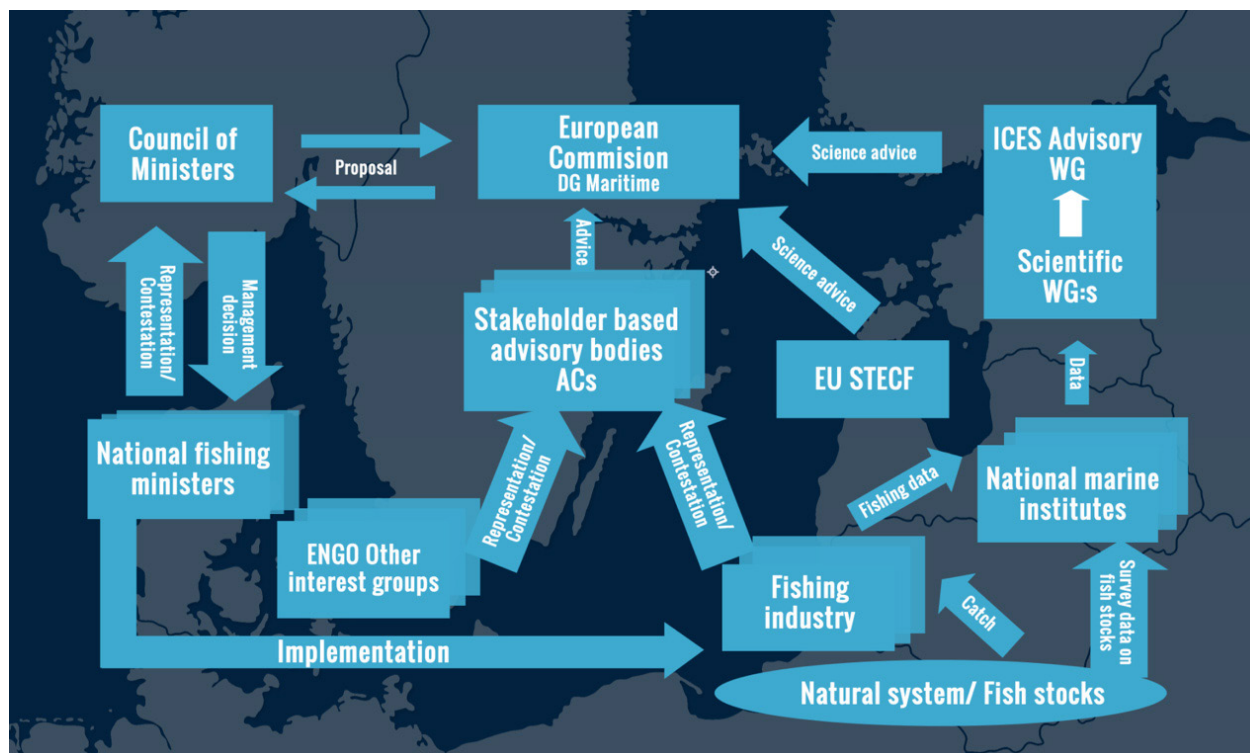 Council of
Ministers
Proposal
European
Commision
DG Maritime
Science advice
ICES Advisory
WG
Scientific
WG:s
Representation/
Contestation
Management
decision
Advice
Science advice
Stakeholder based
advisory bodies
ACs
EU STECF
Data
National fishing
ministers
Representation/
Contestation
Representation/
Contestation
Fishing data
National marine
institutes
ENGO Other
interest groups
Fishing
industry
Catch
Survey data on
fish stocks
Implementation
Natural system/ Fish stocks